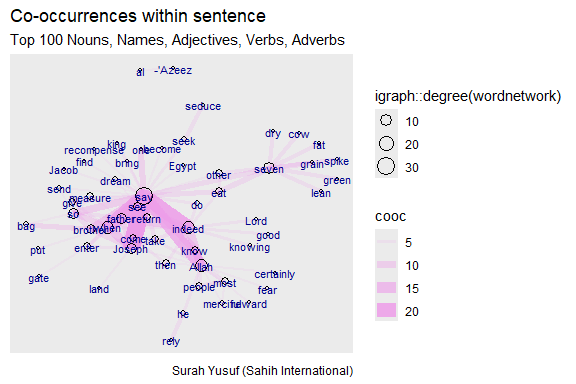 Co-occurrences within sentence
Top 100 Nouns, Names, Adjectives, Verbs, Adverbs
al -'Azeez
seduce
dry cow
king seek fat
recompense one become
find bring Egypt seven grain spike
Jacob other
dream green
send eat lean
measure say
give see do
so father return Lord
bag brother when indeed good
come take know knowing
put enter Joseph
then Allah
gate certainly
people most
land fear
merciful
he
rely
Surah Yusuf (Sahih International)
igraph::degree(wordnetwork)
10
20
30
cooc
5
10
15
20